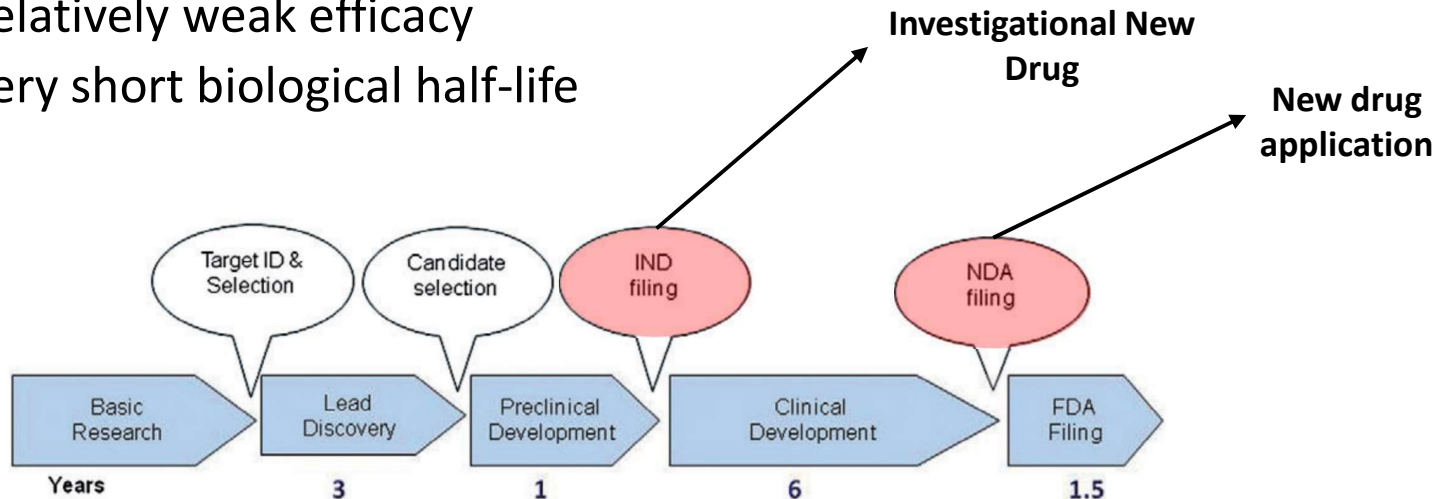 elatively weak efficacy
ery short biological half-life
Investigational New
Drug
New drug
application
Target ID &
Selection
Candidate
selection
IND
filing
NDA
filing
Basic
Research
Lead
Discovery
Preclinical
Development
Clinical
Development
FDA
Filing
Years
3
1
6
1.5